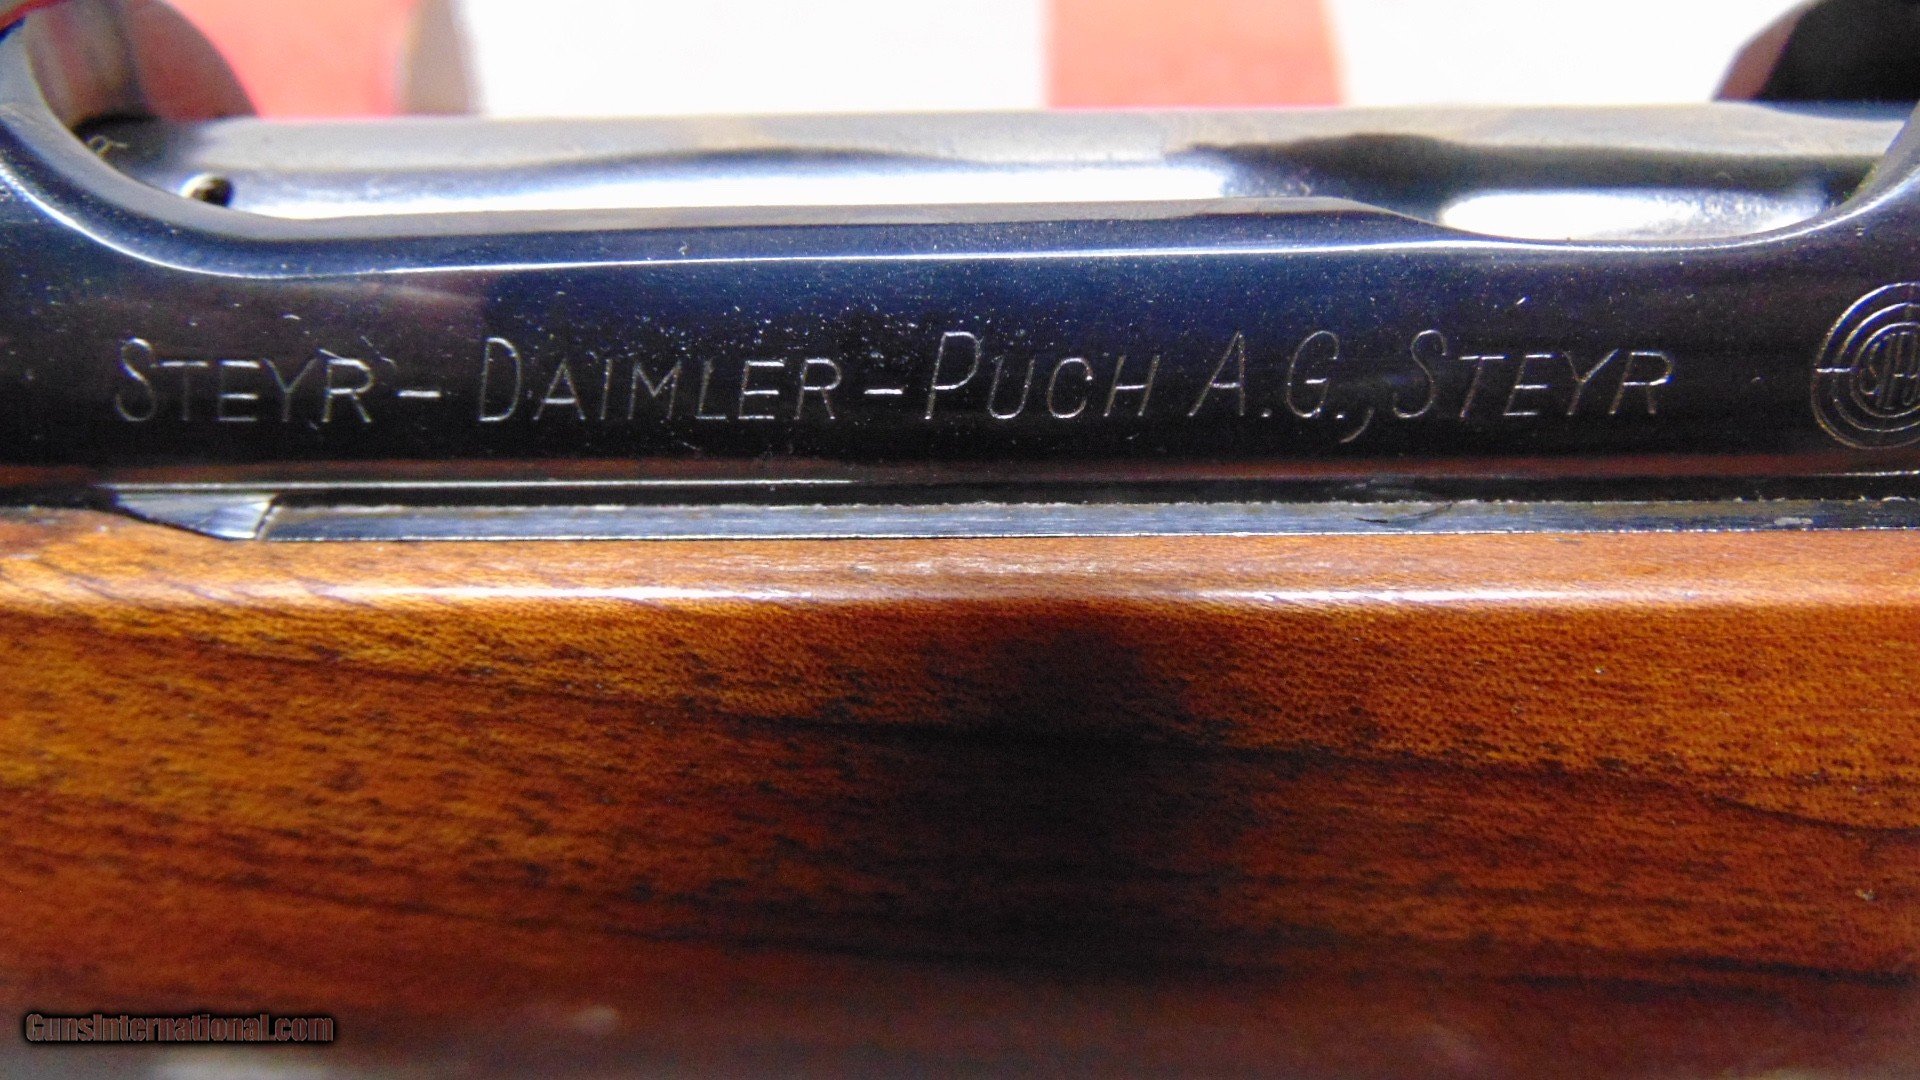 STEYR - DAIMLER - PUCH A.G., STEYR
GunsInternational.com